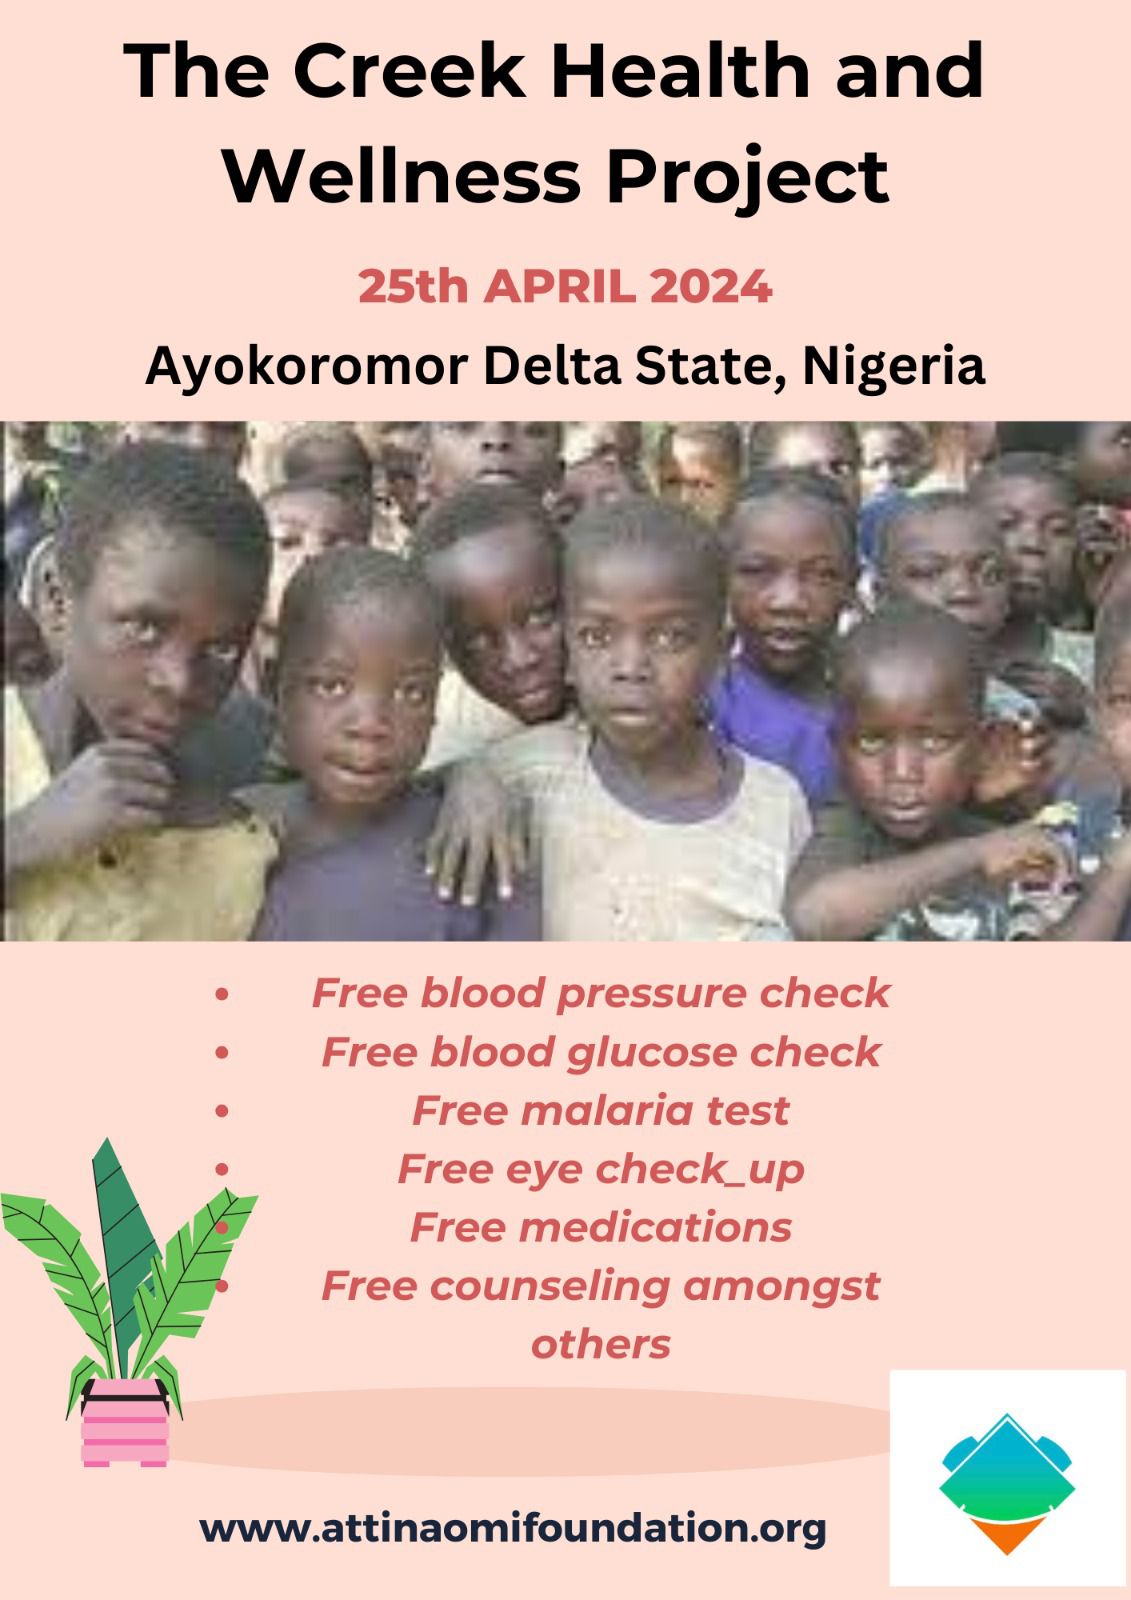 The Creek Health and
Wellness Project
25th APRIL 2024
Ayokoromor Delta State, Nigeria
• Free blood pressure check
• Free blood glucose check
• Free malaria test
• Free eye check_up
• Free medications
• Free counseling amongst
others
www.attinaomifoundation.org